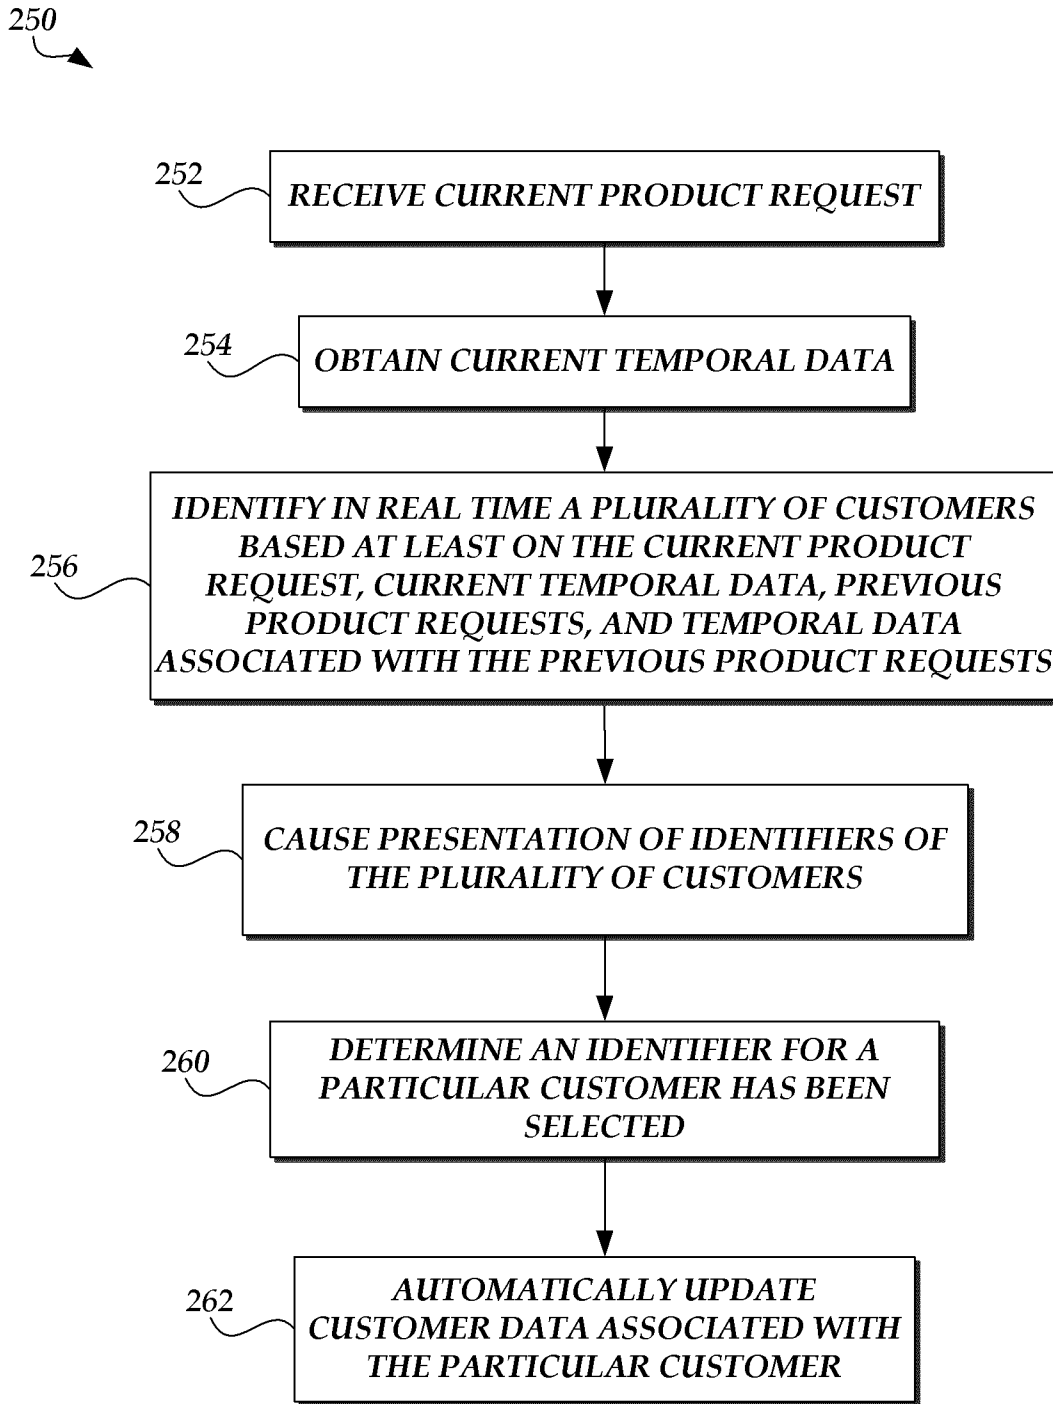 250
252
RECEIVE CURRENT PRODUCT REQUEST
254
OBTAIN CURRENT TEMPORAL DATA
256
IDENTIFY IN REAL TIME A PLURALITY OF CUSTOMERS
BASED AT LEAST ON THE CURRENT PRODUCT
REQUEST, CURRENT TEMPORAL DATA, PREVIOUS
PRODUCT REQUESTS, AND TEMPORAL DATA
ASSOCIATED WITH THE PREVIOUS PRODUCT REQUESTS
258
CAUSE PRESENTATION OF IDENTIFIERS OF
THE PLURALITY OF CUSTOMERS
260
DETERMINE AN IDENTIFIER FOR A
PARTICULAR CUSTOMER HAS BEEN
SELECTED
262
AUTOMATICALLY UPDATE
CUSTOMER DATA ASSOCIATED WITH
THE PARTICULAR CUSTOMER